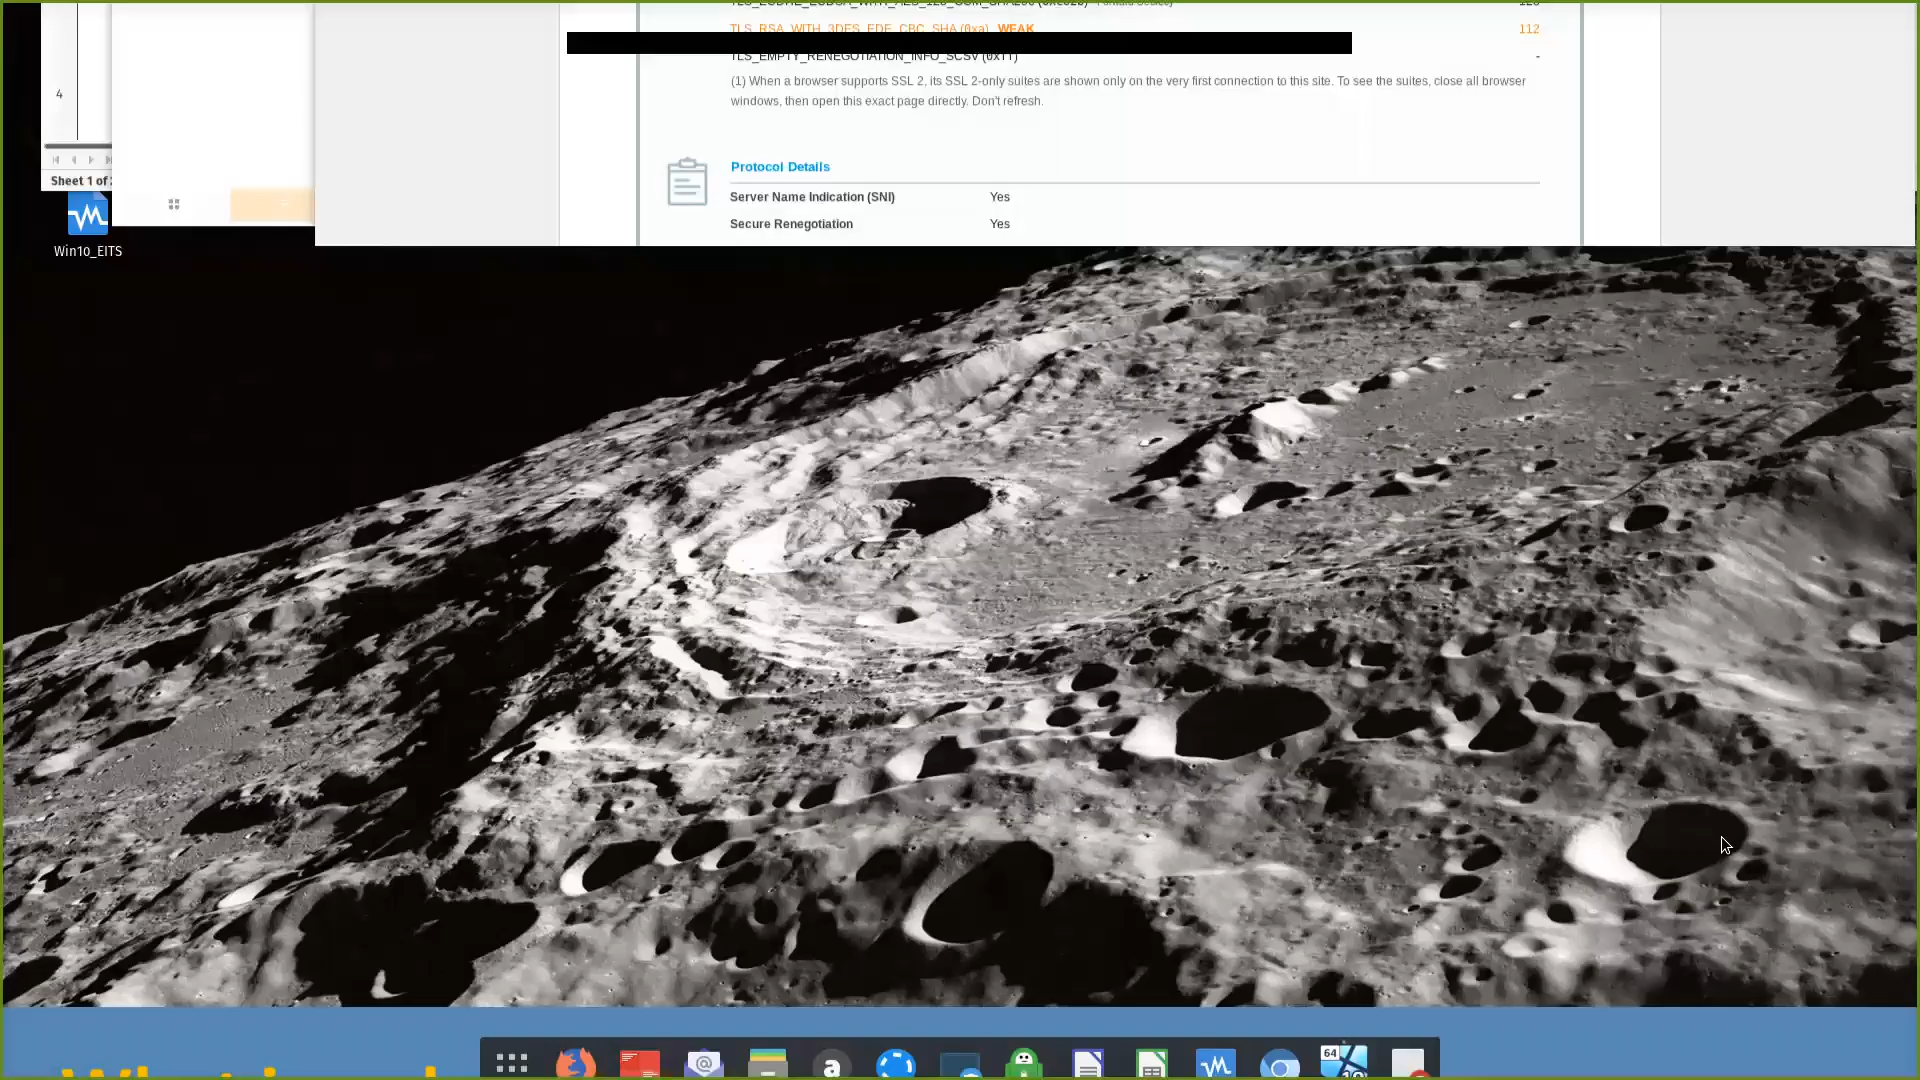 TLS_RSA_WITH_3DES_EDE_CBC_SHA (0xa) WEAK 112
TLS_EMPTY_RENEGOTIATION_INFO_SCSV (0xff) -
(1) When a browser supports SSL 2, its SSL 2-only suites are shown only on the very first connection to this site. To see the suites, close all browser
windows, then open this exact page directly. Don't refresh.
4
Protocol Details
Sheet 1 of
Server Name Indication (SNI) Yes
Secure Renegotiation Yes
Win10_EITS
64